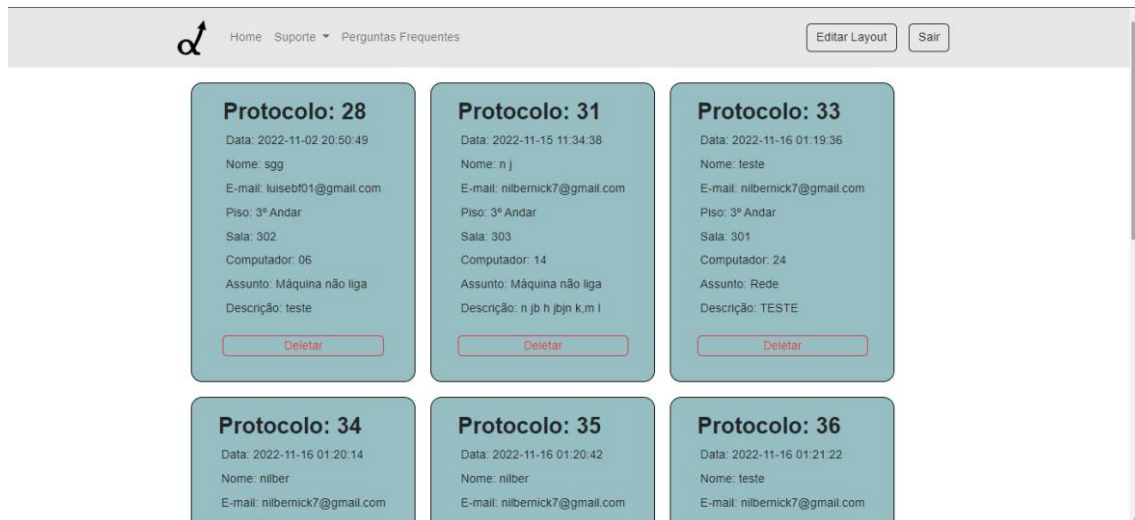 Home Suporte Perguntas Frequentes Editar Layout Sair
Protocolo: 28
Data: 2022-11-02 20:50:49
Nome: sgg
E-mail: luisebf01@gmail.com
Piso: 3º Andar
Sala: 302
Computador: 06
Assunto: Máquina não liga
Descrição: teste
Deletar
Protocolo: 31
Data: 2022-11-15 11:34:38
Nome: n j
E-mail: nilbernick7@gmail.com
Piso: 3º Andar
Sala: 303
Computador: 14
Assunto: Máquina não liga
Descrição: n jb h jbjn k,m l
Deletar
Protocolo: 33
Data: 2022-11-16 01:19:36
Nome: teste
E-mail: nilbernick7@gmail.com
Piso: 3º Andar
Sala: 301
Computador: 24
Assunto: Rede
Descrição: TESTE
Deletar
Protocolo: 34
Data: 2022-11-16 01:20:14
Nome: nilber
E-mail: nilbernick7@gmail.com
Protocolo: 35
Data: 2022-11-16 01:20:42
Nome: nilber
E-mail: nilbernick7@gmail.com
Protocolo: 36
Data: 2022-11-16 01:21:22
Nome: teste
E-mail: nilbernick7@gmail.com